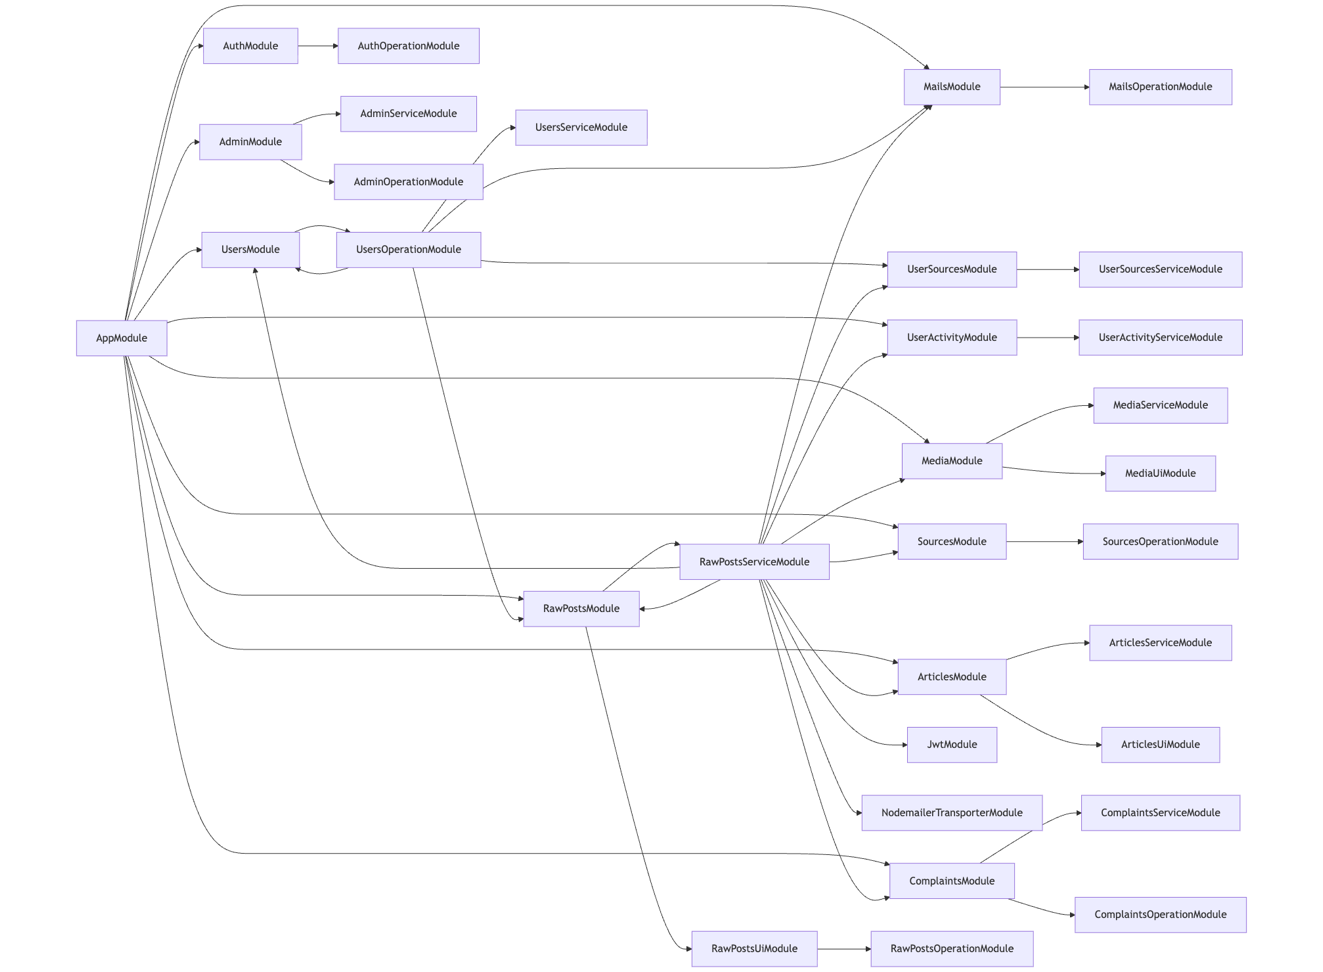 AuthModule
AuthOperationModule
MailsModule
MailsOperationModule
AdminServiceModule
UsersServiceModule
AdminModule
AdminOperationModule
UsersModule
UsersOperationModule
UserSourcesModule
UserSourcesServiceModule
AppModule
UserActivityModule
UserActivityServiceModule
MediaServiceModule
MediaModule
MediaUiModule
SourcesModule
SourcesOperationModule
RawPostsServiceModule
RawPostsModule
ArticlesServiceModule
ArticlesModule
JwtModule
ArticlesUiModule
NodemailerTransporterModule
ComplaintsServiceModule
ComplaintsModule
ComplaintsOperationModule
RawPostsUiModule
RawPostsOperationModule